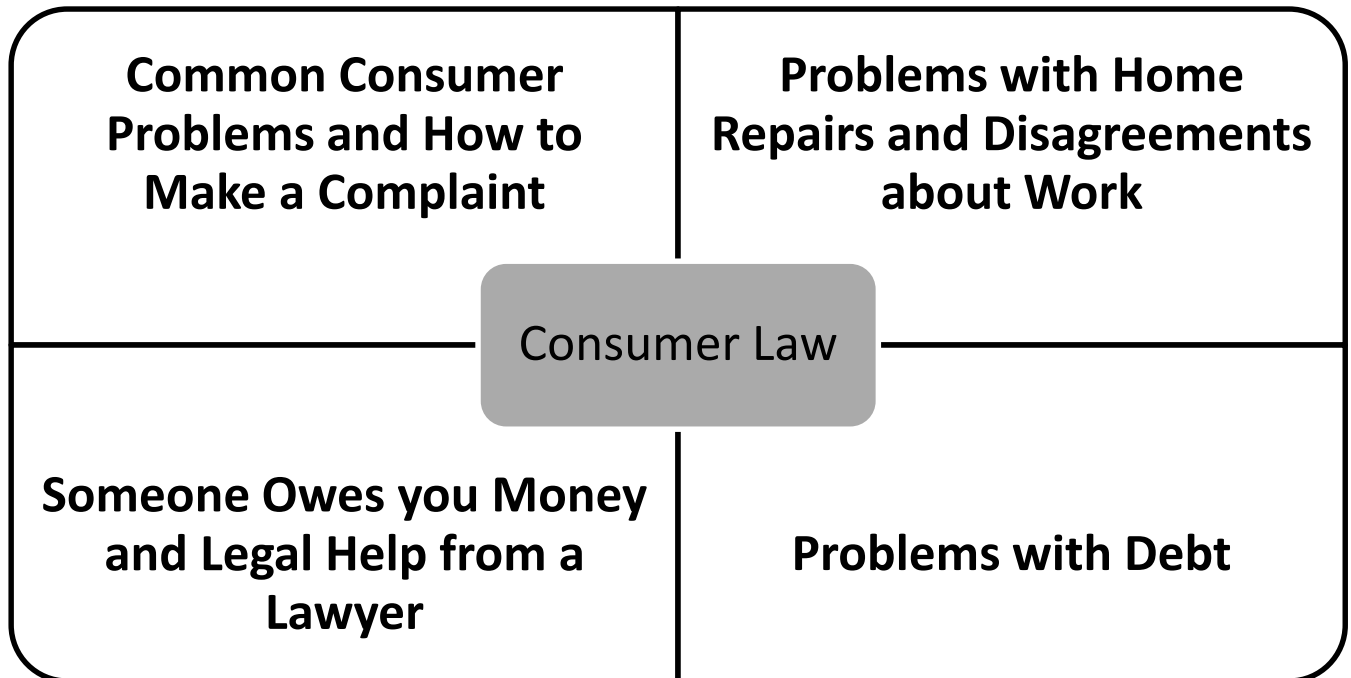 Common Consumer
Problems and How to
Make a Complaint
Problems with Home
Repairs and Disagreements
about Work
Consumer Law
Someone Owes you Money
and Legal Help from a
Lawyer
Problems with Debt